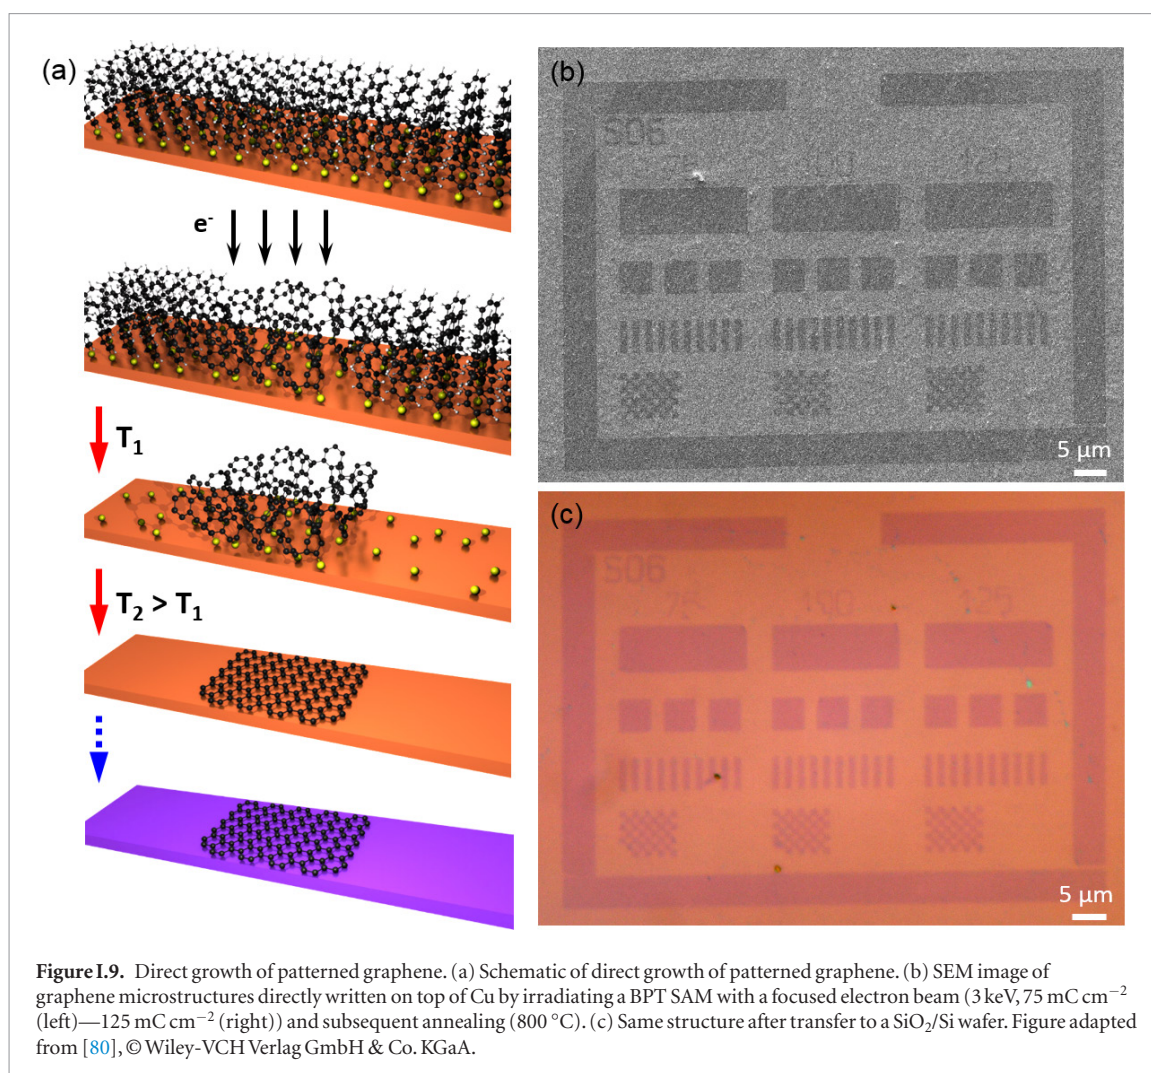 (a)
e-
T₁
T₂ > T₁
(b)
S06
75
100
125
5 μm
(c)
S06
75
100
125
5 μm
Figure I.9. Direct growth of patterned graphene. (a) Schematic of direct growth of patterned graphene. (b) SEM image of
graphene microstructures directly written on top of Cu by irradiating a BPT SAM with a focused electron beam (3 keV, 75 mC cm⁻²
(left)—125 mC cm⁻² (right)) and subsequent annealing (800 °C). (c) Same structure after transfer to a SiO₂/Si wafer. Figure adapted
from [80], © Wiley-VCH Verlag GmbH & Co. KGaA.